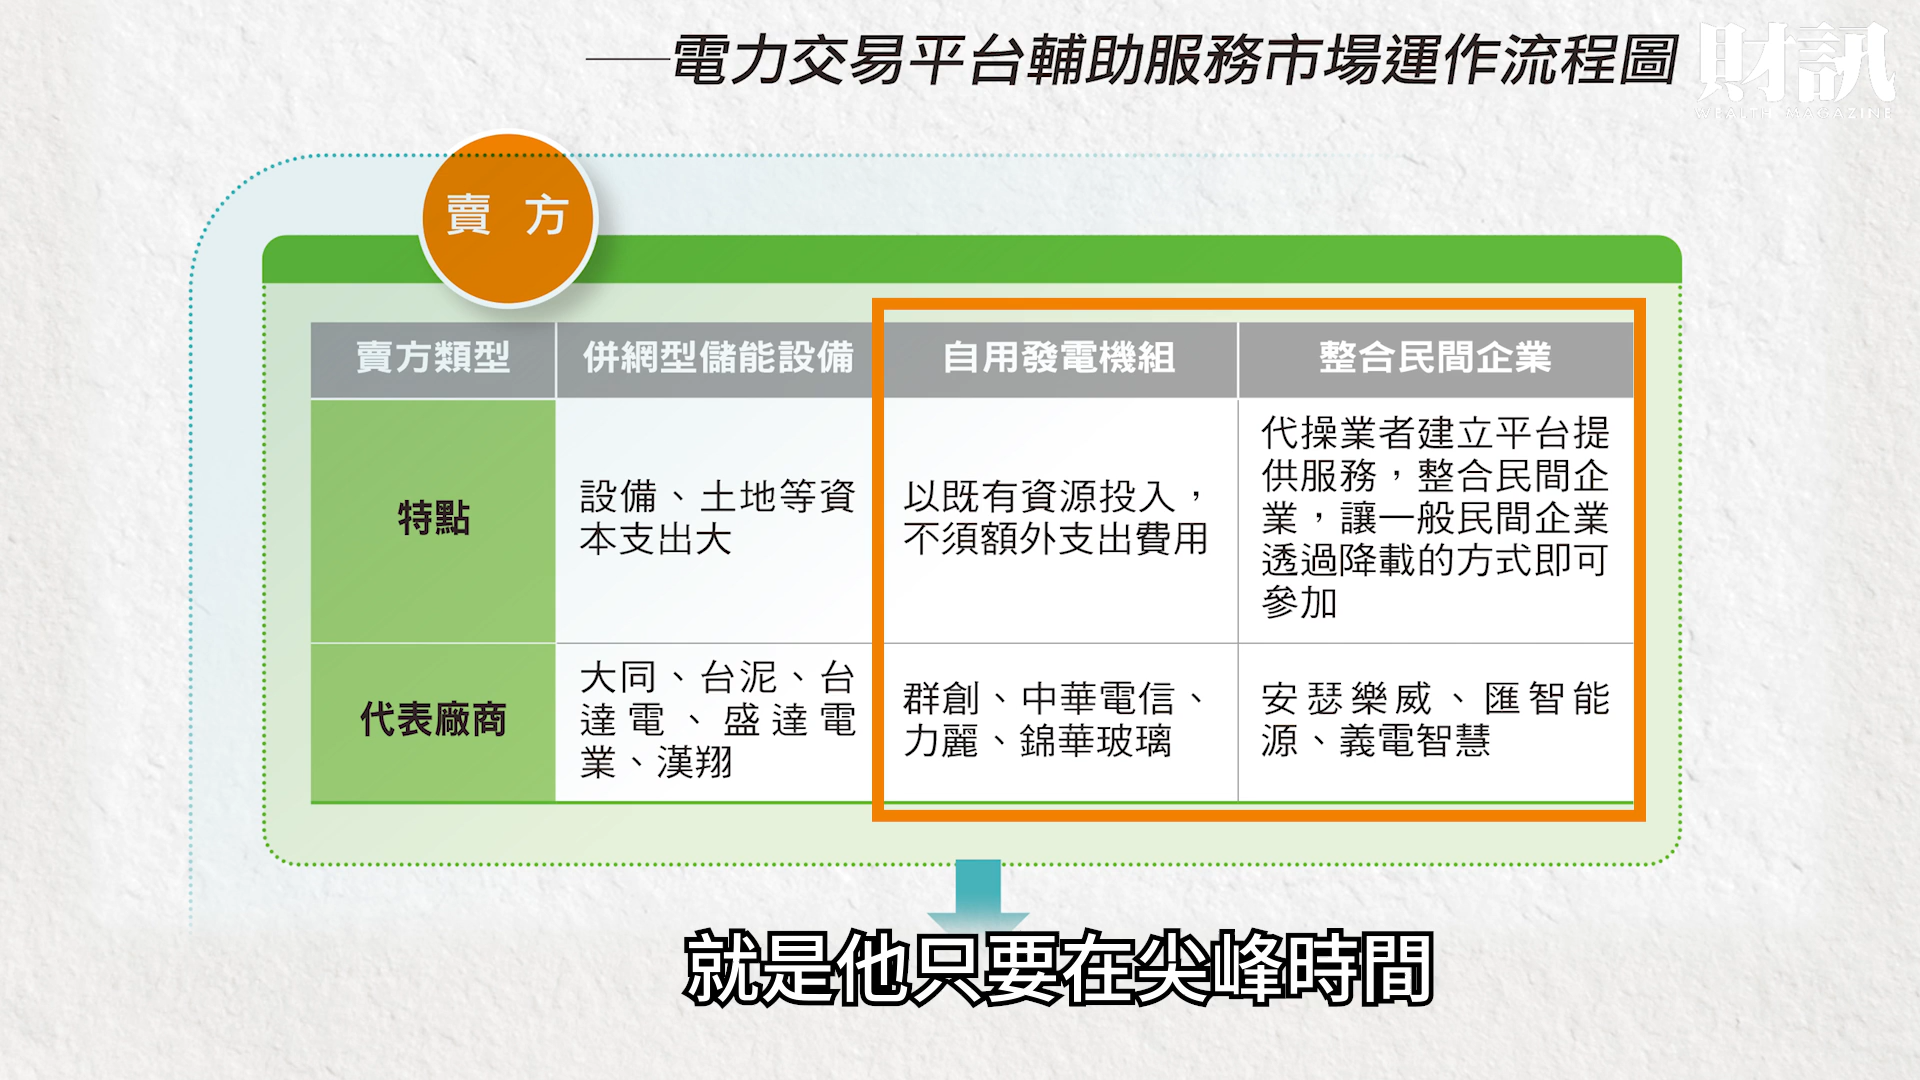 ——電力交易平台輔助服務市場運作流程圖
財訊
WEALTH MAGAZINE
賣方
賣方類型
併網型儲能設備
自用發電機組
整合民間企業
特點
設備、土地等資
本支出大
以既有資源投入，
不須額外支出費用
代操業者建立平台提
供服務，整合民間企
業，讓一般民間企業
透過降載的方式即可
參加
代表廠商
大同、台泥、台
達電、盛達電
業、漢翔
群創、中華電信、
力麗、錦華玻璃
安瑟樂威、匯智能
源、義電智慧
就是他只要在尖峰時間